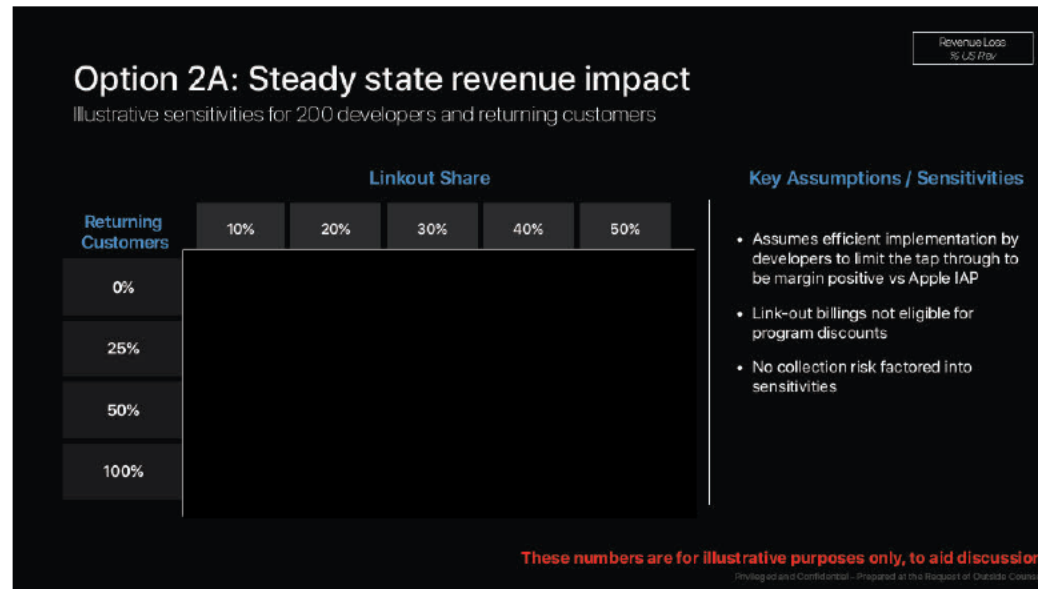 Revenue Loss
% US Rev
Option 2A: Steady state revenue impact
Illustrative sensitivities for 200 developers and returning customers
Linkout Share
Key Assumptions / Sensitivities
Returning
Customers
10% 20% 30% 40% 50%
0%
25%
50%
100%
• Assumes efficient implementation by
developers to limit the tap through to
be margin positive vs Apple IAP
• Link-out billings not eligible for
program discounts
• No collection risk factored into
sensitivities
These numbers are for illustrative purposes only, to aid discussion
Privileged and Confidential – Prepared at the Request of Outside Counse